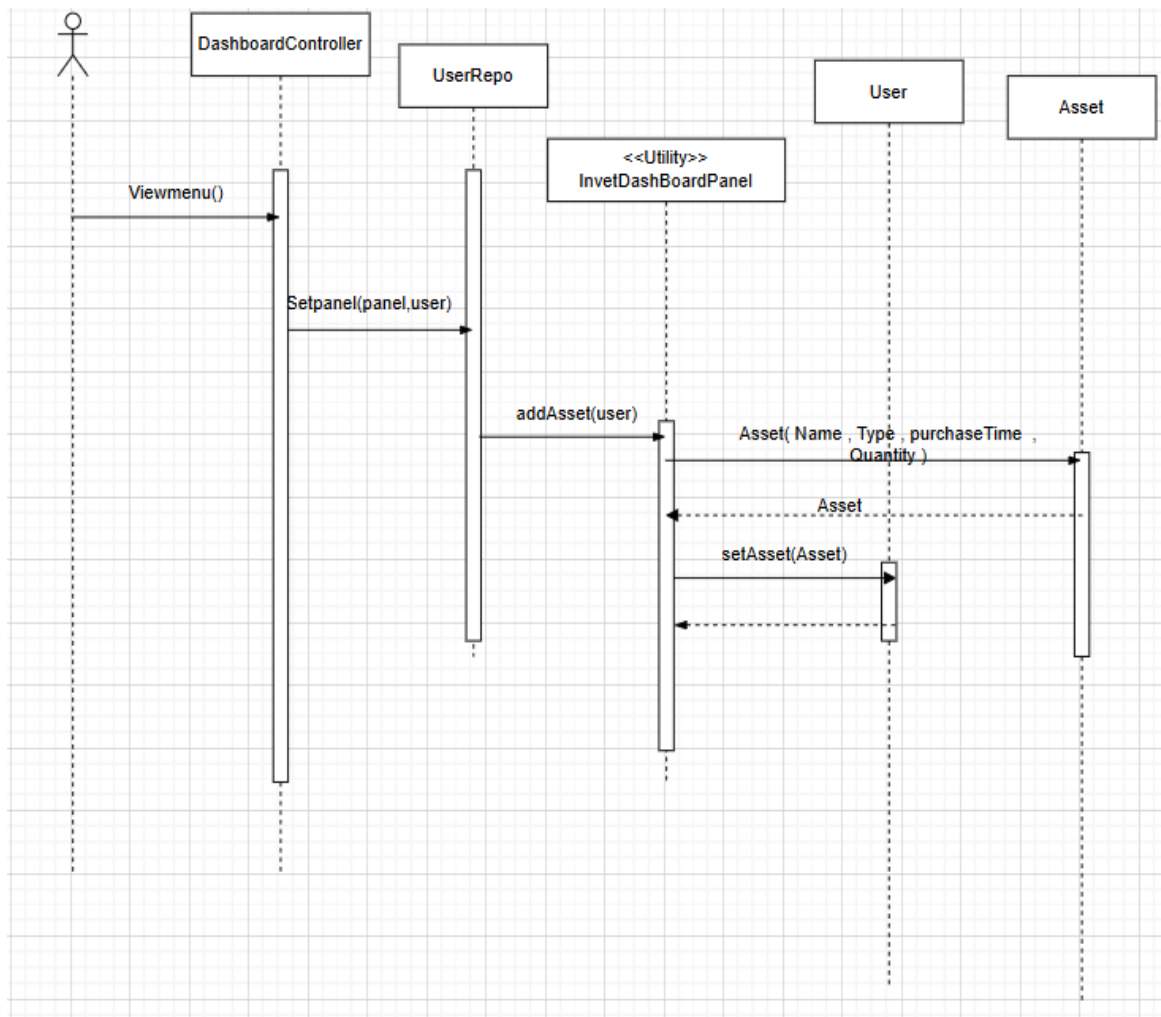 DashboardController
UserRepo
User
Asset
<<Utility>>
InvetDashBoardPanel
Viewmenu()
Setpanel(panel,user)
addAsset(user)
Asset( Name , Type , purchaseTime ,
Quantity )
Asset
setAsset(Asset)